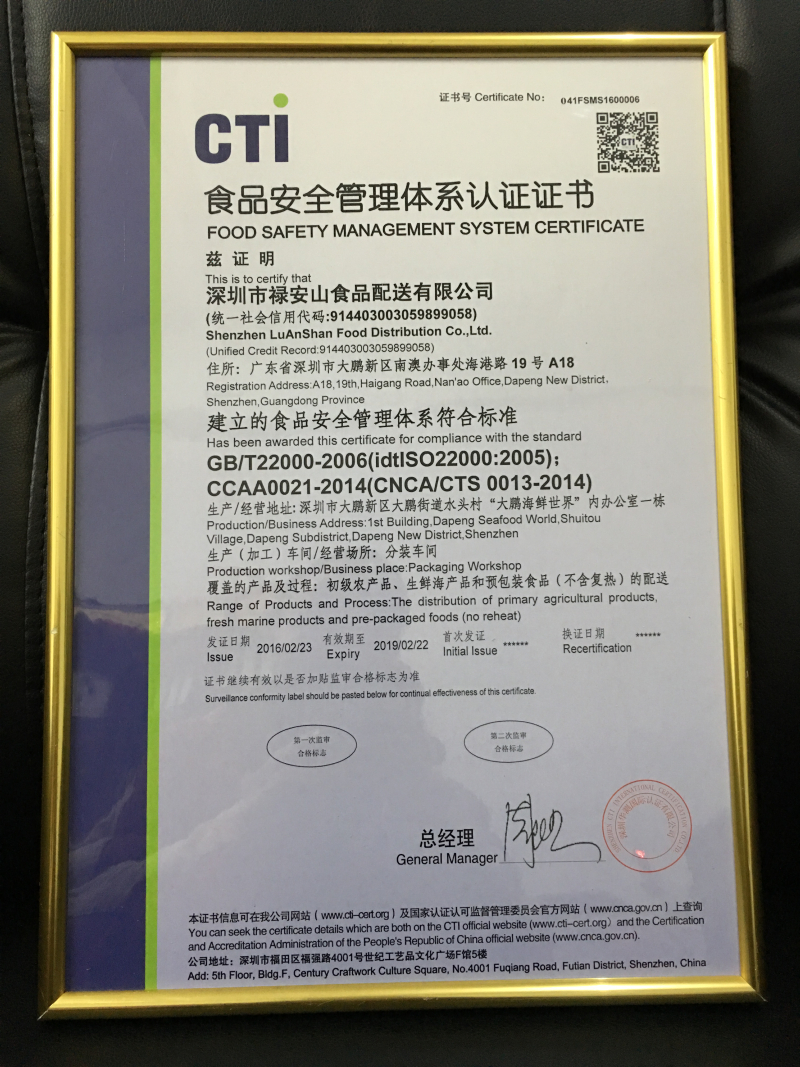 证书号 Certificate No： 041FSMS1600006
CTI
CTI
食品安全管理体系认证证书
FOOD SAFETY MANAGEMENT SYSTEM CERTIFICATE
兹 证 明
This is to certify that
深圳市禄安山食品配送有限公司
(统一社会信用代码:914403003059899058)
Shenzhen LuAnShan Food Distribution Co.,Ltd.
(Unified Credit Record:914403003059899058)
住所：广东省深圳市大鹏新区南澳办事处海港路 19 号 A18
Registration Address:A18,19th,Haigang Road,Nan'ao Office,Dapeng New District,
Shenzhen,Guangdong Province
建立的食品安全管理体系符合标准
Has been awarded this certificate for compliance with the standard
GB/T22000-2006(idtISO22000:2005);
CCAA0021-2014(CNCA/CTS 0013-2014)
生产/经营地址:深圳市大鹏新区大鹏街道水头村“大鹏海鲜世界”内办公室一栋
Production/Business Address:1st Building,Dapeng Seafood World,Shuitou
Village,Dapeng Subdistrict,Dapeng New District,Shenzhen
生产（加工）车间/经营场所：分装车间
Production workshop/Business place:Packaging Workshop
覆盖的产品及过程：初级农产品、生鲜海产品和预包装食品（不含复热）的配送
Range of Products and Process:The distribution of primary agricultural products,
fresh marine products and pre-packaged foods (no reheat)
发证日期 2016/02/23 有效期至 2019/02/22 首次发证 ****** 换证日期 ******
Issue Expiry Initial Issue Recertification
证书继续有效以是否加贴监审合格标志为准
Surveillance conformity label should be pasted below for continual effectiveness of this certificate.
第一次监审 第二次监审
合格标志 合格标志
总经理
General Manager
SHENZHEN CTI INTERNATIONAL CERTIFICATION CO.,LTD
深圳华测国际认证有限公司
本证书信息可在我公司网站（www.cti-cert.org）及国家认证认可监督管理委员会官方网站（www.cnca.gov.cn）上查询
You can seek the certificate details which are both on the CTI official website (www.cti-cert.org) and the Certification
and Accreditation Administration of the People's Republic of China official website (www.cnca.gov.cn).
公司地址：深圳市福田区福强路4001号世纪工艺品文化广场F馆5楼
Add: 5th Floor, Bldg.F, Century Craftwork Culture Square, No.4001 Fuqiang Road, Futian District, Shenzhen, China